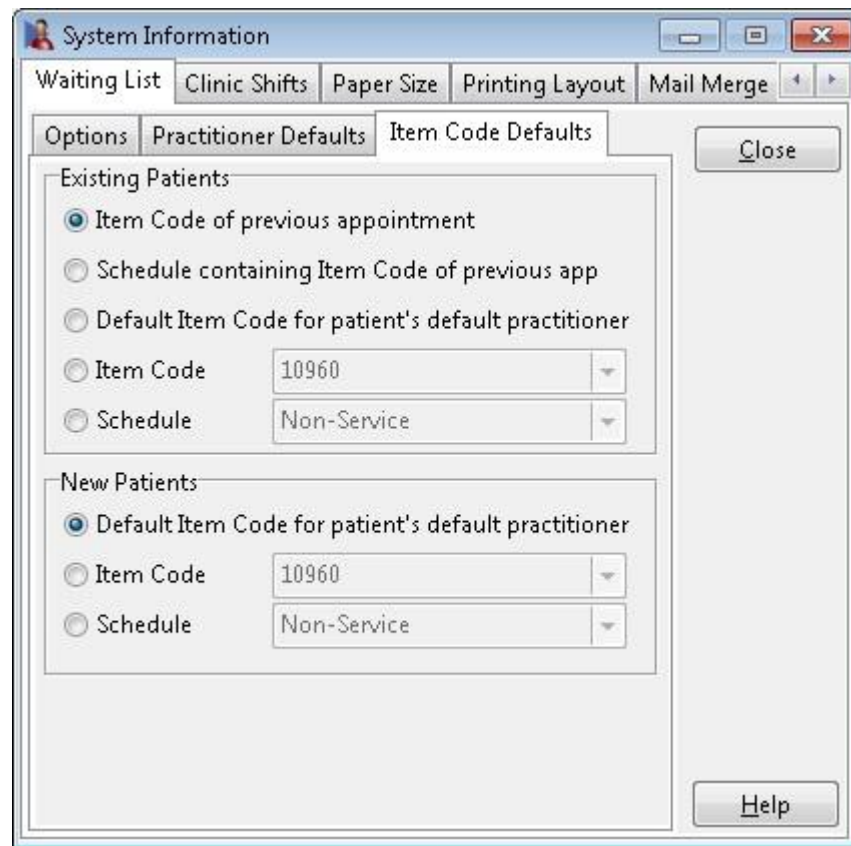 System Information
Waiting List Clinic Shifts Paper Size Printing Layout Mail Merge
Options Practitioner Defaults Item Code Defaults
Close
Existing Patients
Item Code of previous appointment
Schedule containing Item Code of previous app
Default Item Code for patient's default practitioner
Item Code 10960
Schedule Non-Service
New Patients
Default Item Code for patient's default practitioner
Item Code 10960
Schedule Non-Service
Help